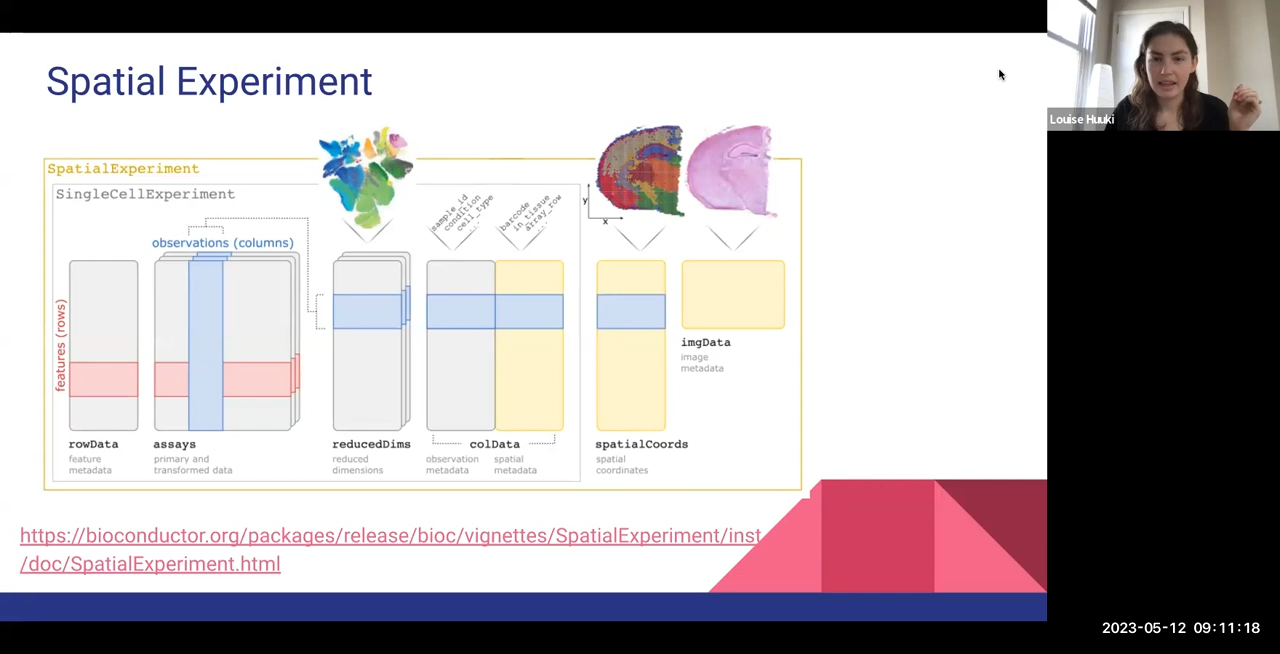 Spatial Experiment
SpatialExperiment
SingleCellExperiment
observations (columns)
features (rows)
sample_id
condition
cell_type
...
barcode
in_tissue
array_row
...
y
x
rowData
feature
metadata
assays
primary and
transformed data
reducedDims
reduced
dimensions
colData
observation
metadata
spatial
metadata
spatialCoords
spatial
coordinates
imgData
image
metadata
https://bioconductor.org/packages/release/bioc/vignettes/SpatialExperiment/inst
/doc/SpatialExperiment.html
Louise Huuki
2023-05-12 09:11:18